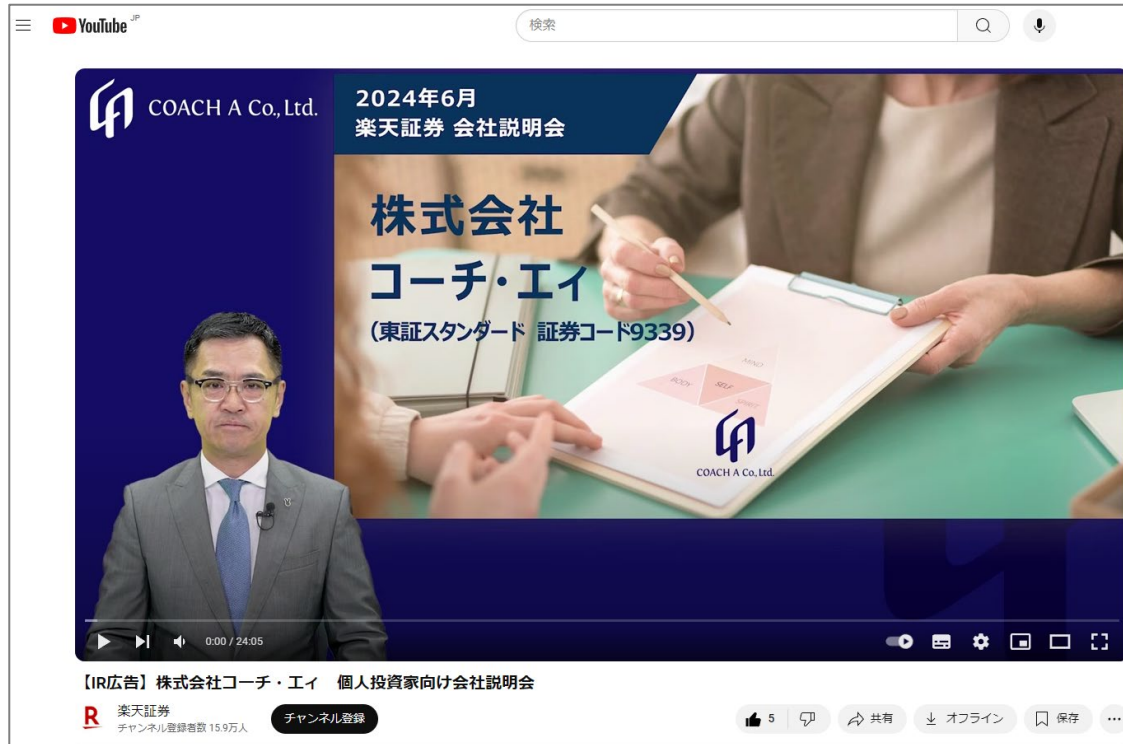 YouTube JP
検索
COACH A Co., Ltd.
2024年6月
楽天証券 会社説明会
株式会社
コーチ・エィ
（東証スタンダード 証券コード9339）
MIND
BODY SELF
SPIRIT
COACH A Co., Ltd.
0:00 / 24:05
【IR広告】株式会社コーチ・エィ 個人投資家向け会社説明会
R
楽天証券
チャンネル登録者数 15.9万人
チャンネル登録
5
共有
オフライン
保存